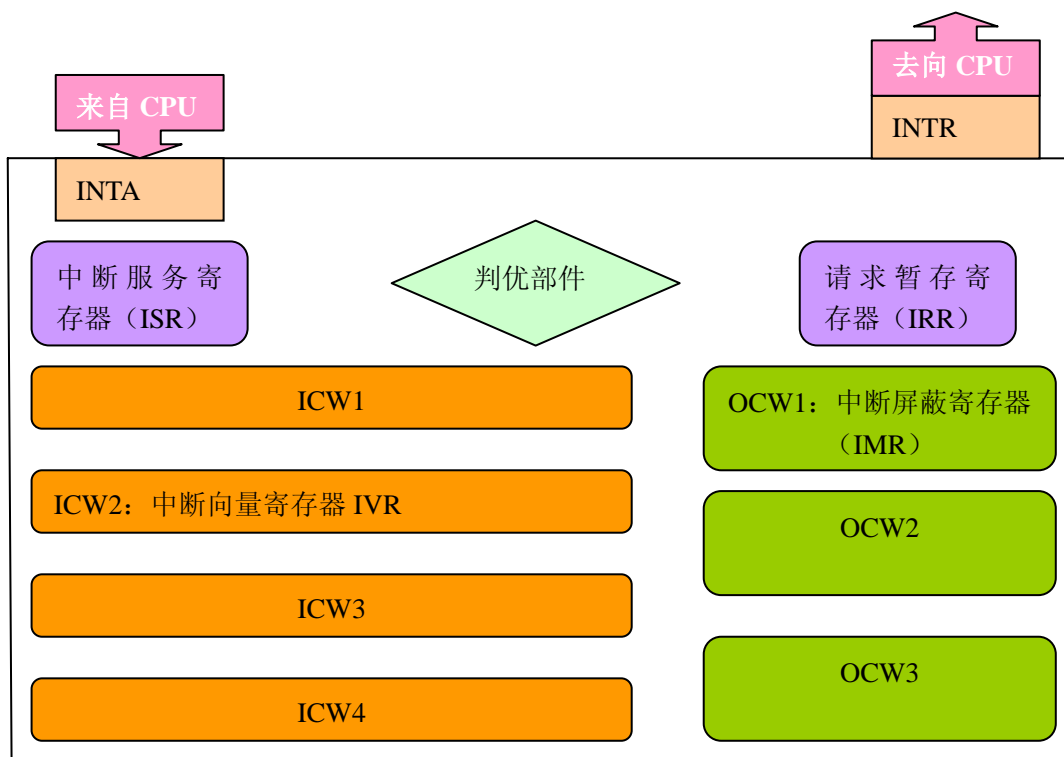 去向 CPU
来自 CPU
INTR
INTA
中断服务寄
存器（ISR）
判优部件
请求暂存寄
存器（IRR）
ICW1
OCW1：中断屏蔽寄存器
（IMR）
ICW2：中断向量寄存器 IVR
OCW2
ICW3
OCW3
ICW4